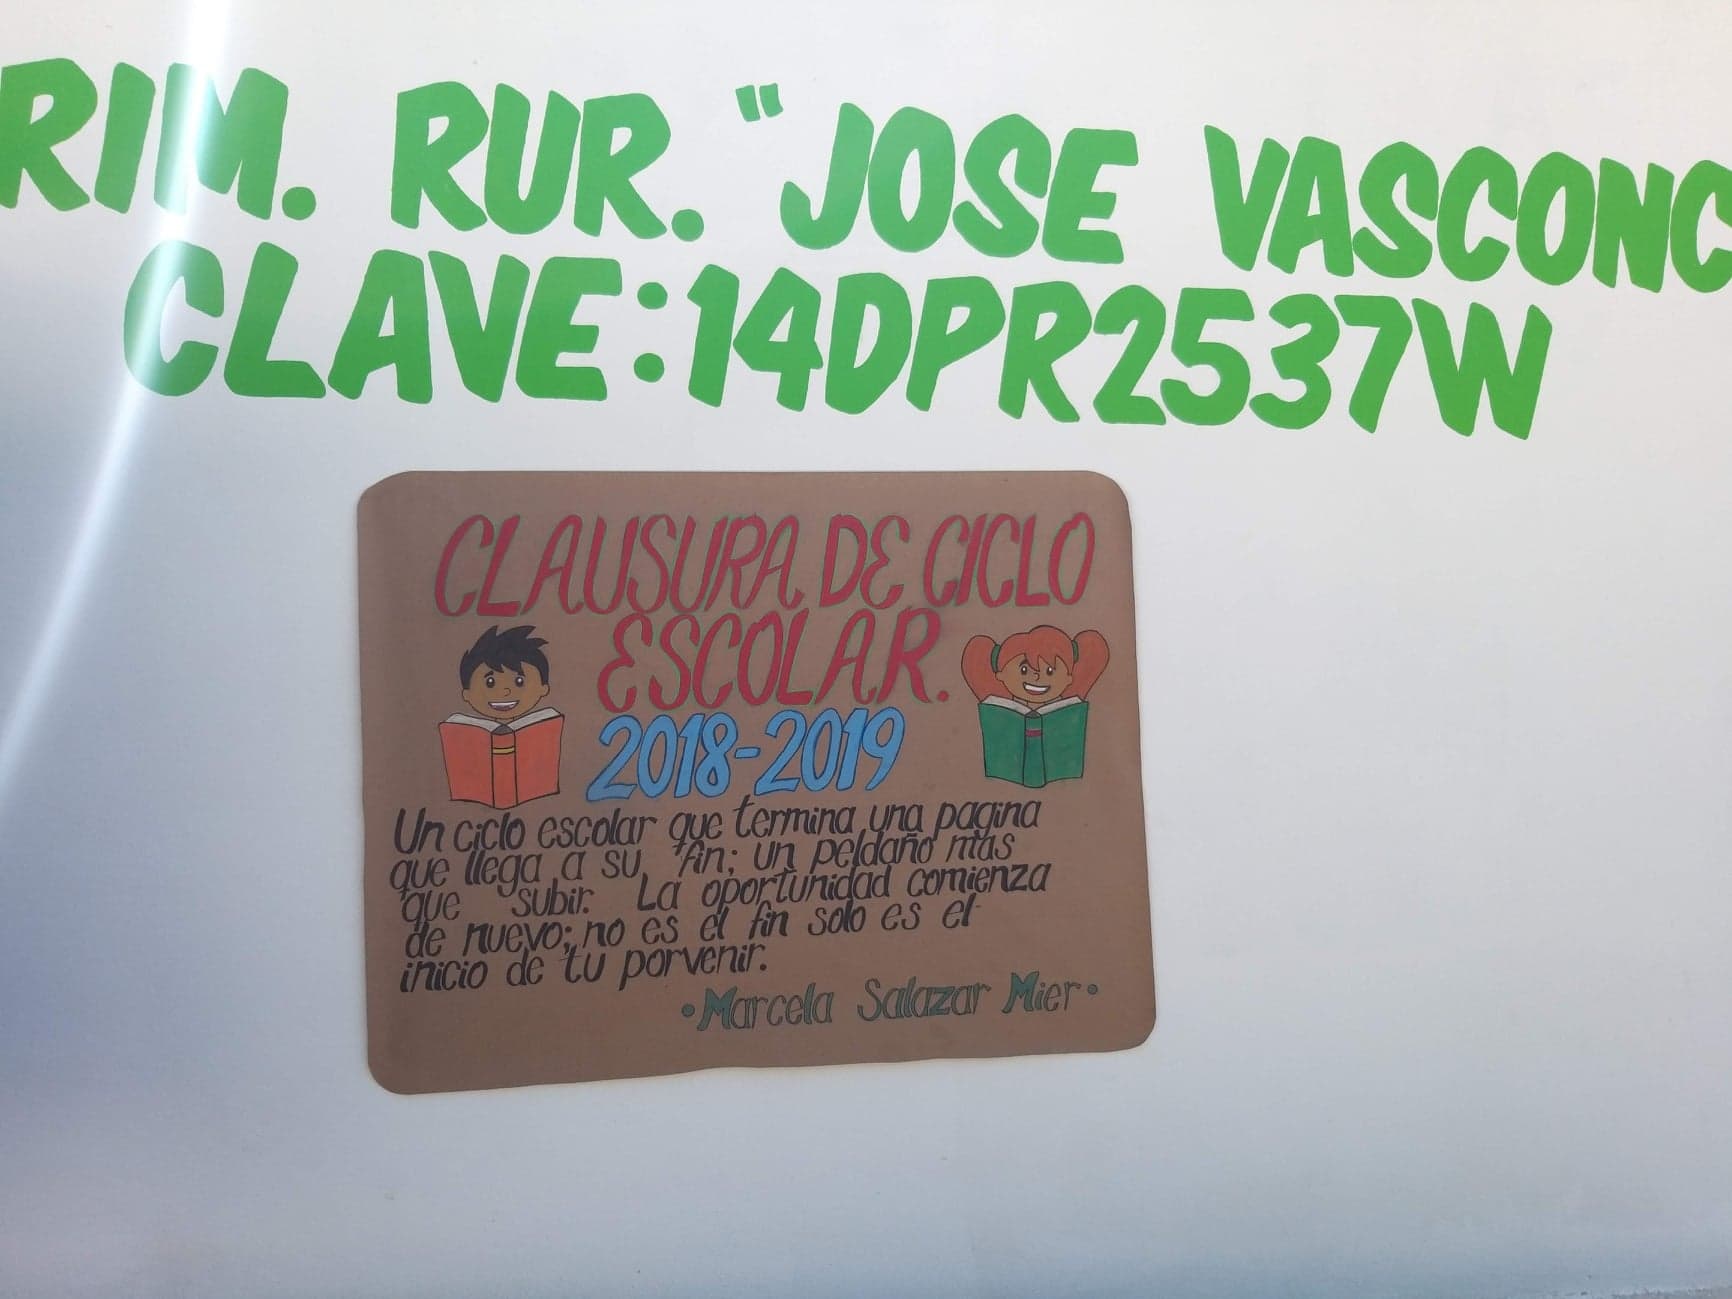 RIM. RUR. "JOSE VASCONC
CLAVE:14DPR2537W
CLAUSURA DE CICLO
ESCOLAR.
2018-2019
Un ciclo escolar que termina una pagina
que llega a su fin; un peldaño mas
que subir. La oportunidad comienza
de nuevo; no es el fin solo es el
inicio de tu porvenir.
•Marcela Salazar Mier•